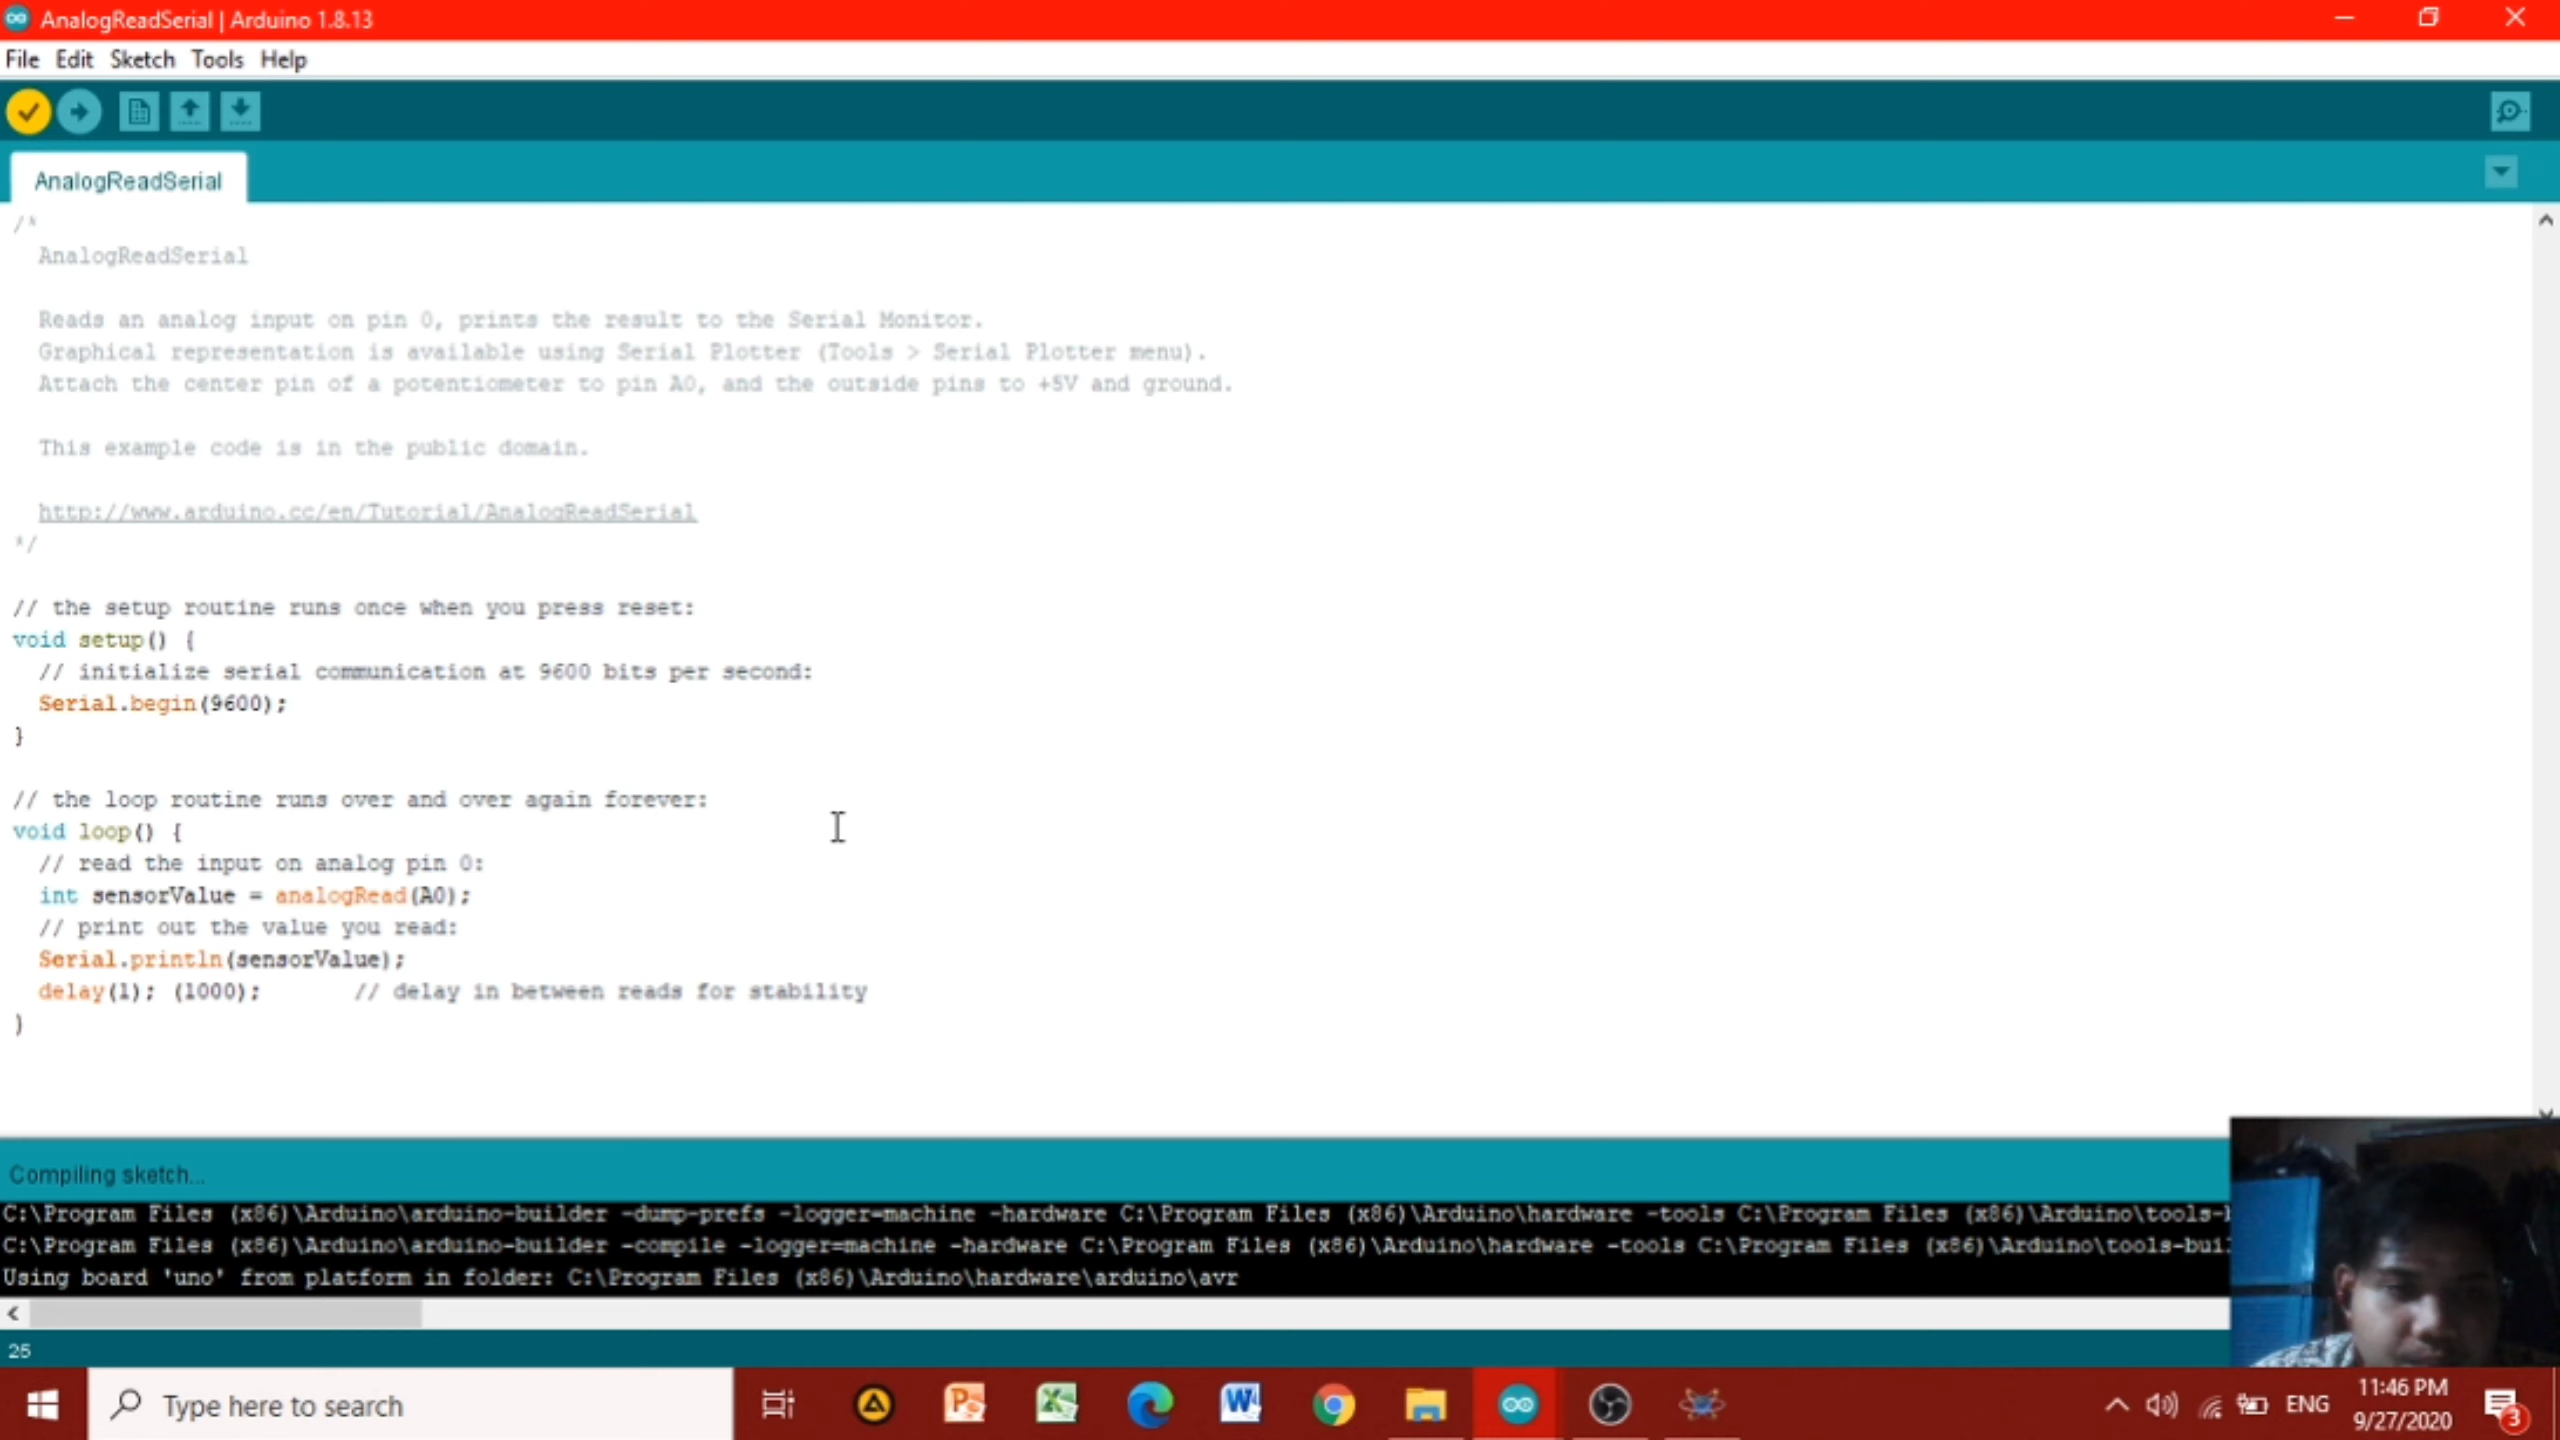 AnalogReadSerial | Arduino 1.8.13
File Edit Sketch Tools Help
AnalogReadSerial
/*
AnalogReadSerial
Reads an analog input on pin 0, prints the result to the Serial Monitor.
Graphical representation is available using Serial Plotter (Tools > Serial Plotter menu).
Attach the center pin of a potentiometer to pin A0, and the outside pins to +5V and ground.
This example code is in the public domain.
http://www.arduino.cc/en/Tutorial/AnalogReadSerial
*/
// the setup routine runs once when you press reset:
void setup() {
// initialize serial communication at 9600 bits per second:
Serial.begin(9600);
}
// the loop routine runs over and over again forever:
void loop() {
// read the input on analog pin 0:
int sensorValue = analogRead(A0);
// print out the value you read:
Serial.println(sensorValue);
delay(1); (1000); // delay in between reads for stability
}
Compiling sketch...
C:\Program Files (x86)\Arduino\arduino-builder -dump-prefs -logger=machine -hardware C:\Program Files (x86)\Arduino\hardware -tools C:\Program Files (x86)\Arduino\tools-
C:\Program Files (x86)\Arduino\arduino-builder -compile -logger=machine -hardware C:\Program Files (x86)\Arduino\hardware -tools C:\Program Files (x86)\Arduino\tools-bui
Using board 'uno' from platform in folder: C:\Program Files (x86)\Arduino\hardware\arduino\avr
25
Type here to search
ENG
11:46 PM
9/27/2020
3